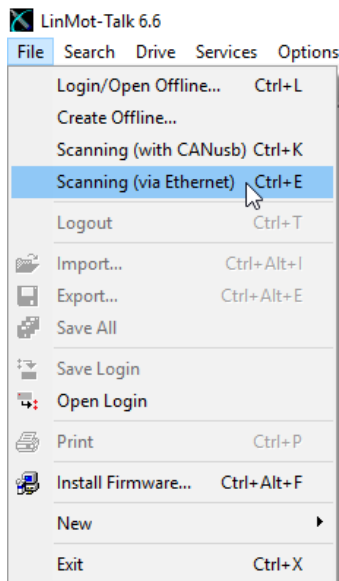 LinMot-Talk 6.6
File Search Drive Services Options
Login/Open Offline... Ctrl+L
Create Offline...
Scanning (with CANusb) Ctrl+K
Scanning (via Ethernet) Ctrl+E
Logout Ctrl+T
Import... Ctrl+Alt+I
Export... Ctrl+Alt+E
Save All
Save Login
Open Login
Print Ctrl+P
Install Firmware... Ctrl+Alt+F
New
Exit Ctrl+X